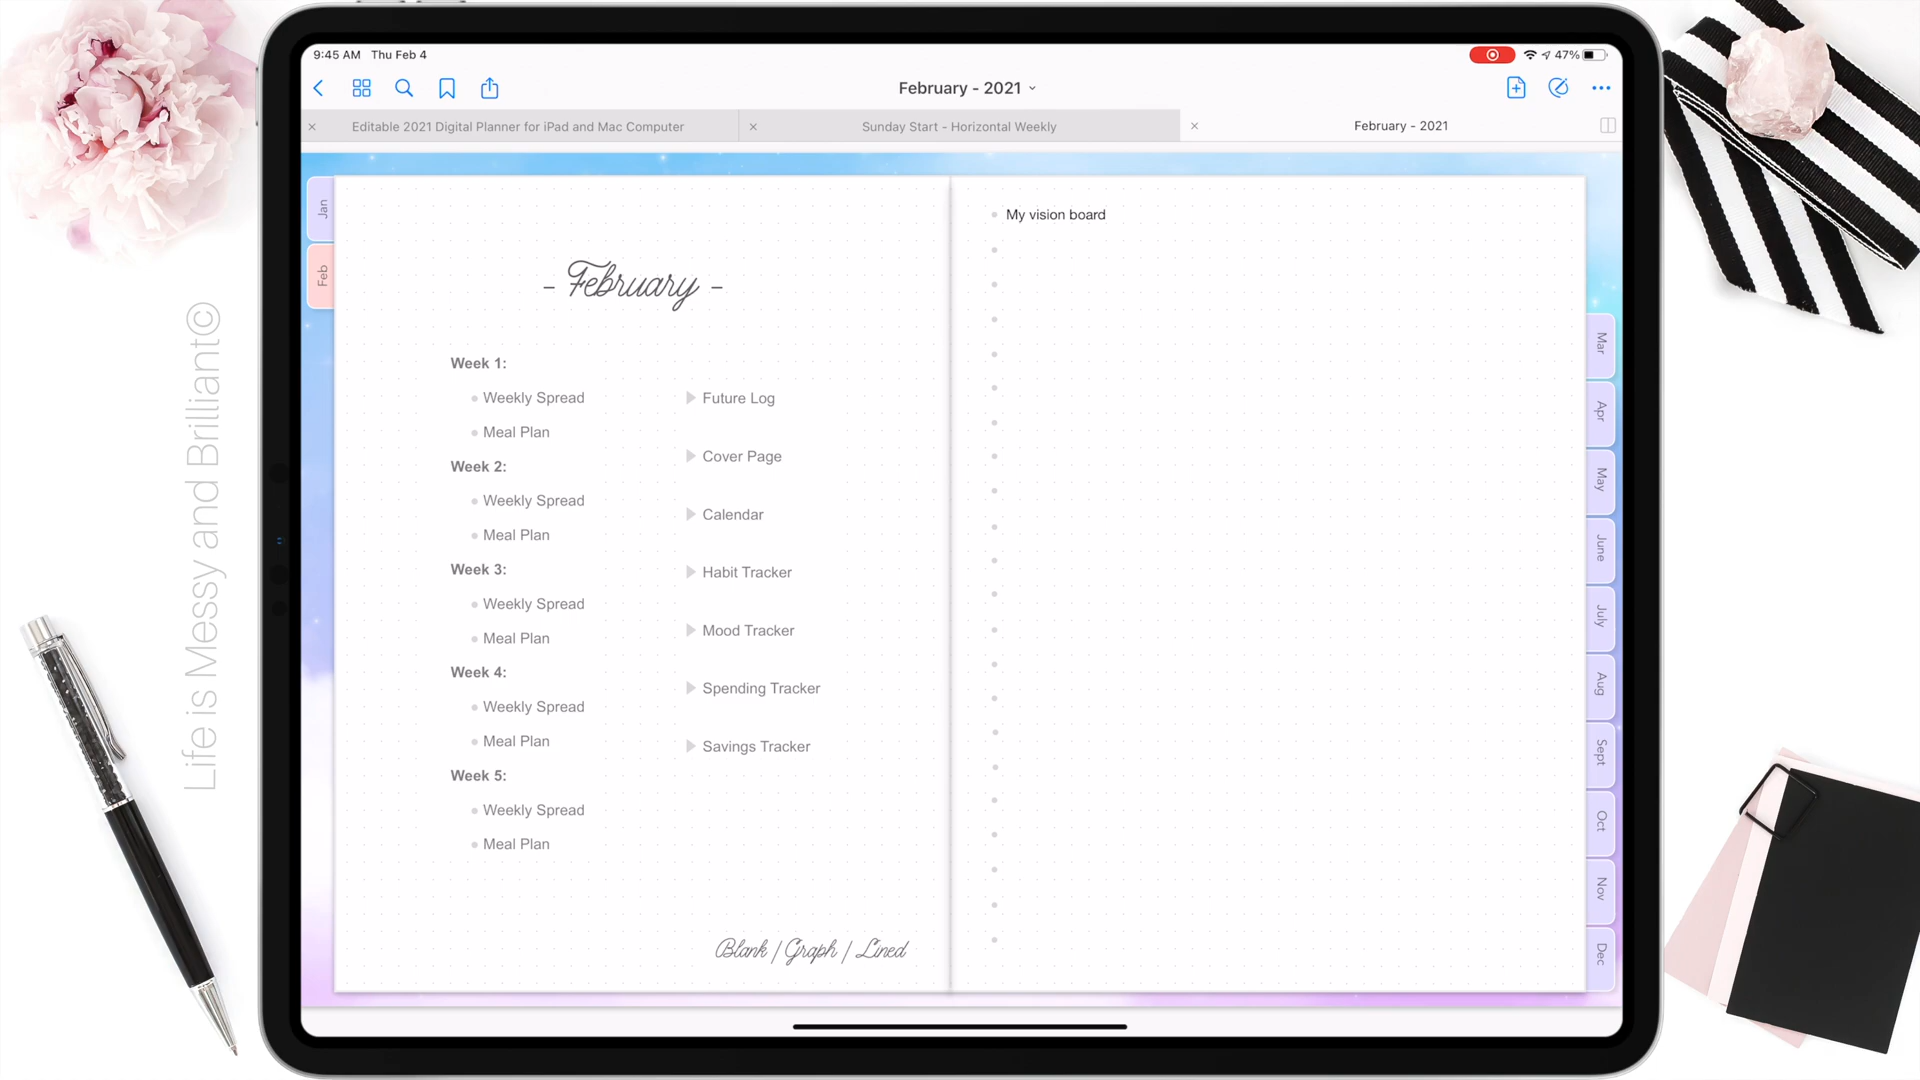 9:45 AM Thu Feb 4
47%
February - 2021
Editable 2021 Digital Planner for iPad and Mac Computer
Sunday Start - Horizontal Weekly
February - 2021
Jan
Feb
- February -
Week 1:
Weekly Spread
Meal Plan
Week 2:
Weekly Spread
Meal Plan
Week 3:
Weekly Spread
Meal Plan
Week 4:
Weekly Spread
Meal Plan
Week 5:
Weekly Spread
Meal Plan
Future Log
Cover Page
Calendar
Habit Tracker
Mood Tracker
Spending Tracker
Savings Tracker
Blank / Graph / Lined
My vision board
Mar
Apr
May
June
July
Aug
Sept
Oct
Nov
Dec
Life is Messy and Brilliant©